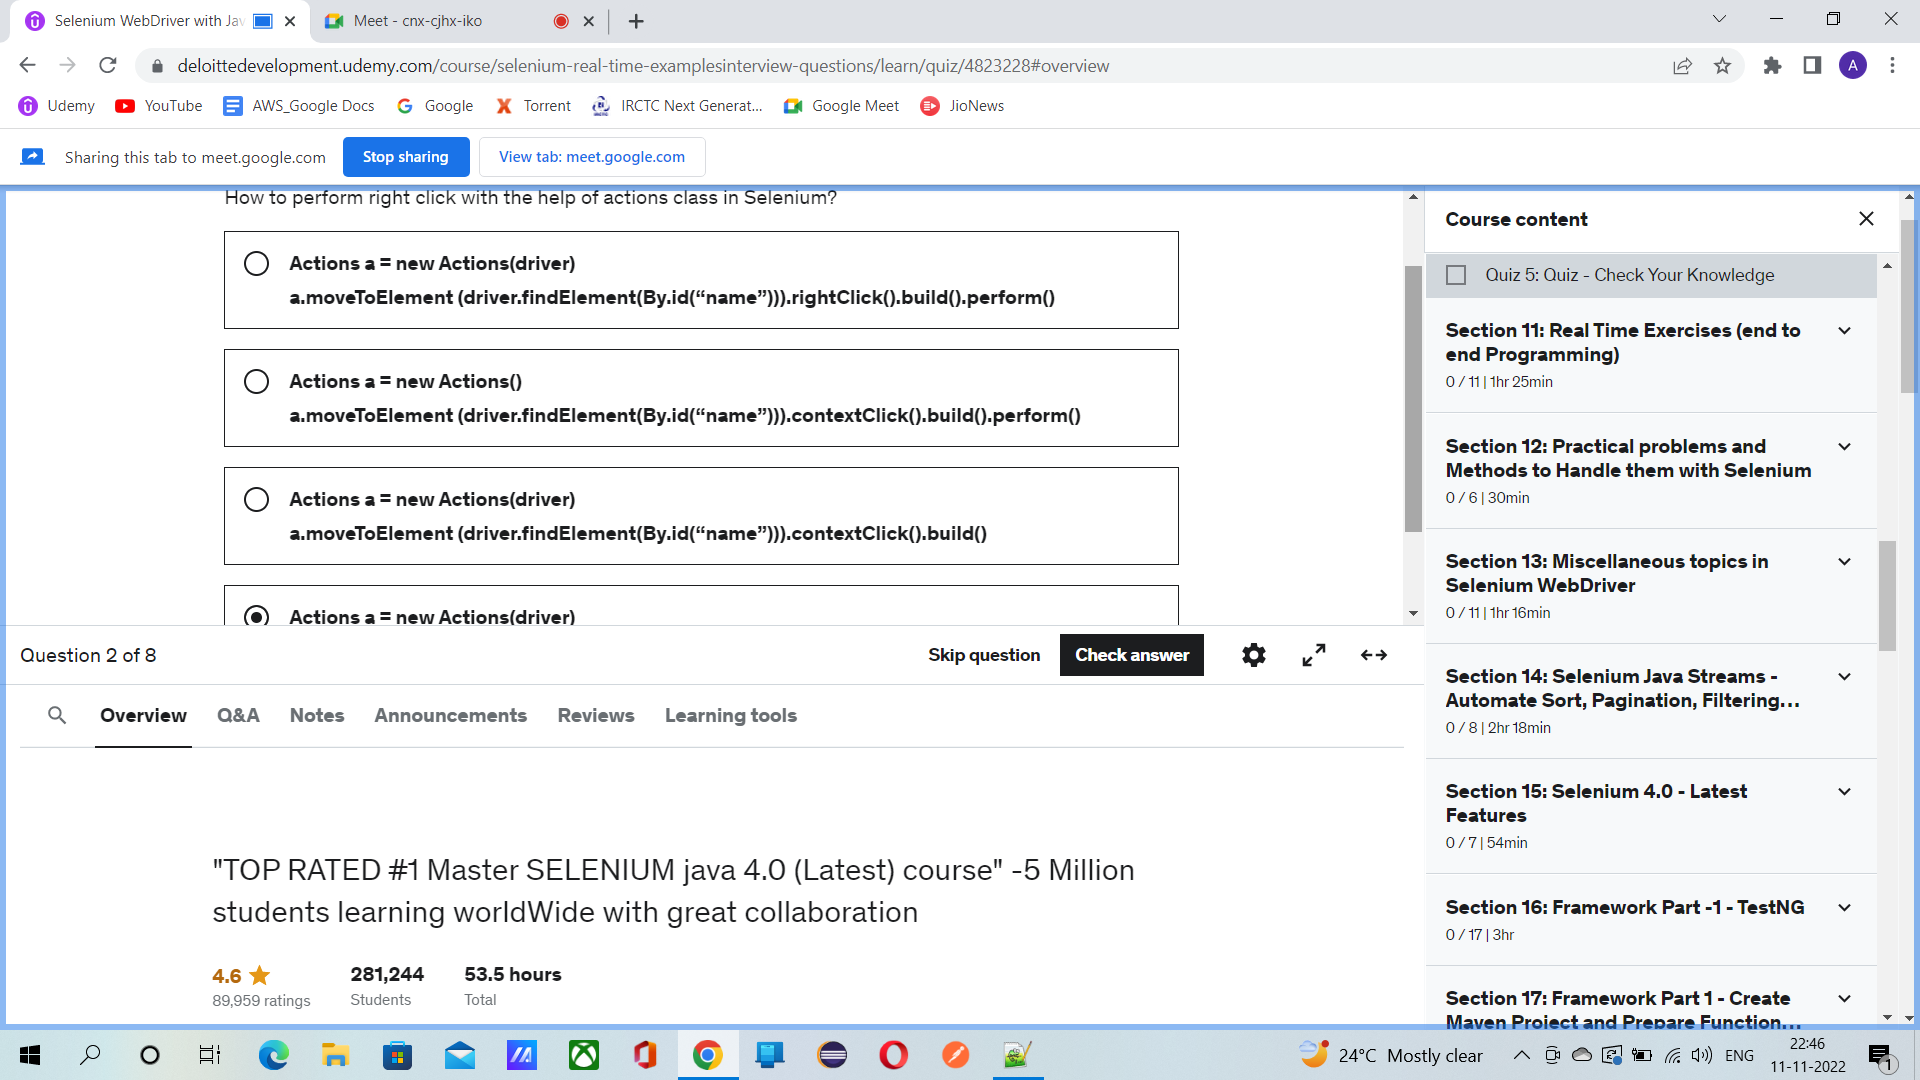 Selenium WebDriver with Jav
Meet - cnx-cjhx-iko
deloittedevelopment.udemy.com/course/selenium-real-time-examplesinterview-questions/learn/quiz/4823228#overview
A
Udemy
YouTube
AWS_Google Docs
Google
Torrent
IRCTC Next Generat...
Google Meet
JioNews
Sharing this tab to meet.google.com
Stop sharing
View tab: meet.google.com
How to perform right click with the help of actions class in Selenium?
Actions a = new Actions(driver)
a.moveToElement (driver.findElement(By.id(“name”))).rightClick().build().perform()
Actions a = new Actions()
a.moveToElement (driver.findElement(By.id(“name”))).contextClick().build().perform()
Actions a = new Actions(driver)
a.moveToElement (driver.findElement(By.id(“name”))).contextClick().build()
Actions a = new Actions(driver)
Question 2 of 8
Skip question
Check answer
Overview
Q&A
Notes
Announcements
Reviews
Learning tools
"TOP RATED #1 Master SELENIUM java 4.0 (Latest) course" -5 Million
students learning worldWide with great collaboration
4.6
281,244
53.5 hours
89,959 ratings
Students
Total
Course content
Quiz 5: Quiz - Check Your Knowledge
Section 11: Real Time Exercises (end to
end Programming)
0 / 11 | 1hr 25min
Section 12: Practical problems and
Methods to Handle them with Selenium
0 / 6 | 30min
Section 13: Miscellaneous topics in
Selenium WebDriver
0 / 11 | 1hr 16min
Section 14: Selenium Java Streams -
Automate Sort, Pagination, Filtering...
0 / 8 | 2hr 18min
Section 15: Selenium 4.0 - Latest
Features
0 / 7 | 54min
Section 16: Framework Part -1 - TestNG
0 / 17 | 3hr
Section 17: Framework Part 1 - Create
Maven Project and Prepare Function...
24°C Mostly clear
ENG
22:46
11-11-2022
1